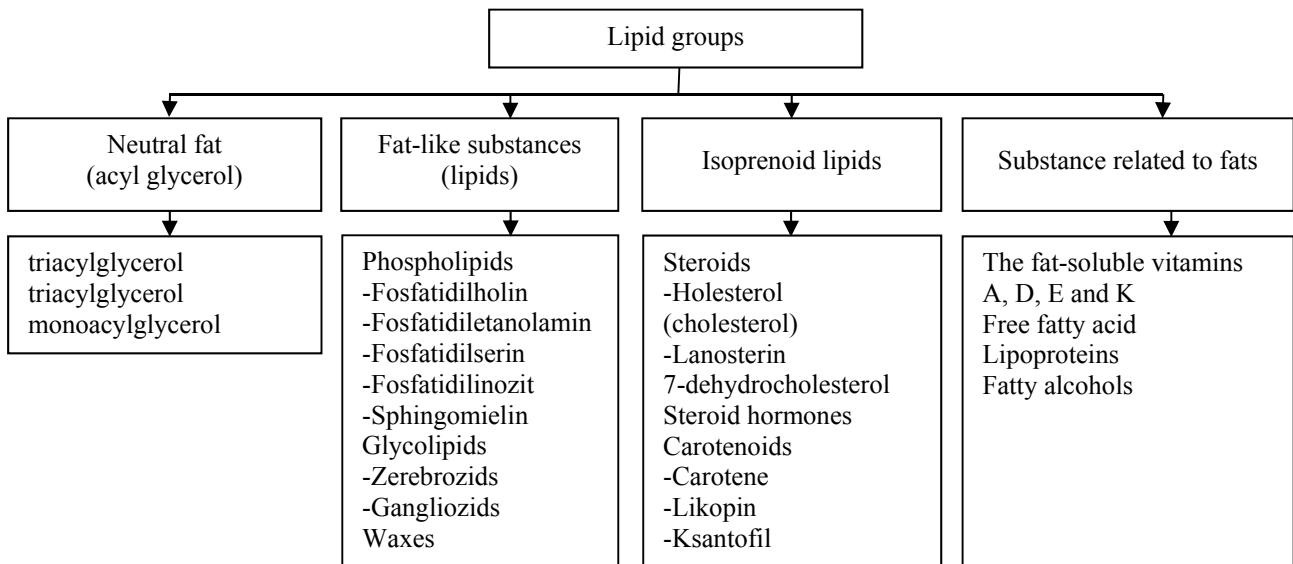 Lipid groups
Neutral fat
(acyl glycerol)
Fat-like substances
(lipids)
Isoprenoid lipids
Substance related to fats
triacylglycerol
triacylglycerol
monoacylglycerol
Phospholipids
-Fosfatidilholin
-Fosfatidiletanolamin
-Fosfatidilserin
-Fosfatidilinozit
-Sphingomielin
Glycolipids
-Zerebrozids
-Gangliozids
Waxes
Steroids
-Holesterol
(cholesterol)
-Lanosterin
7-dehydrocholesterol
Steroid hormones
Carotenoids
-Carotene
-Likopin
-Ksantofil
The fat-soluble vitamins
A, D, E and K
Free fatty acid
Lipoproteins
Fatty alcohols